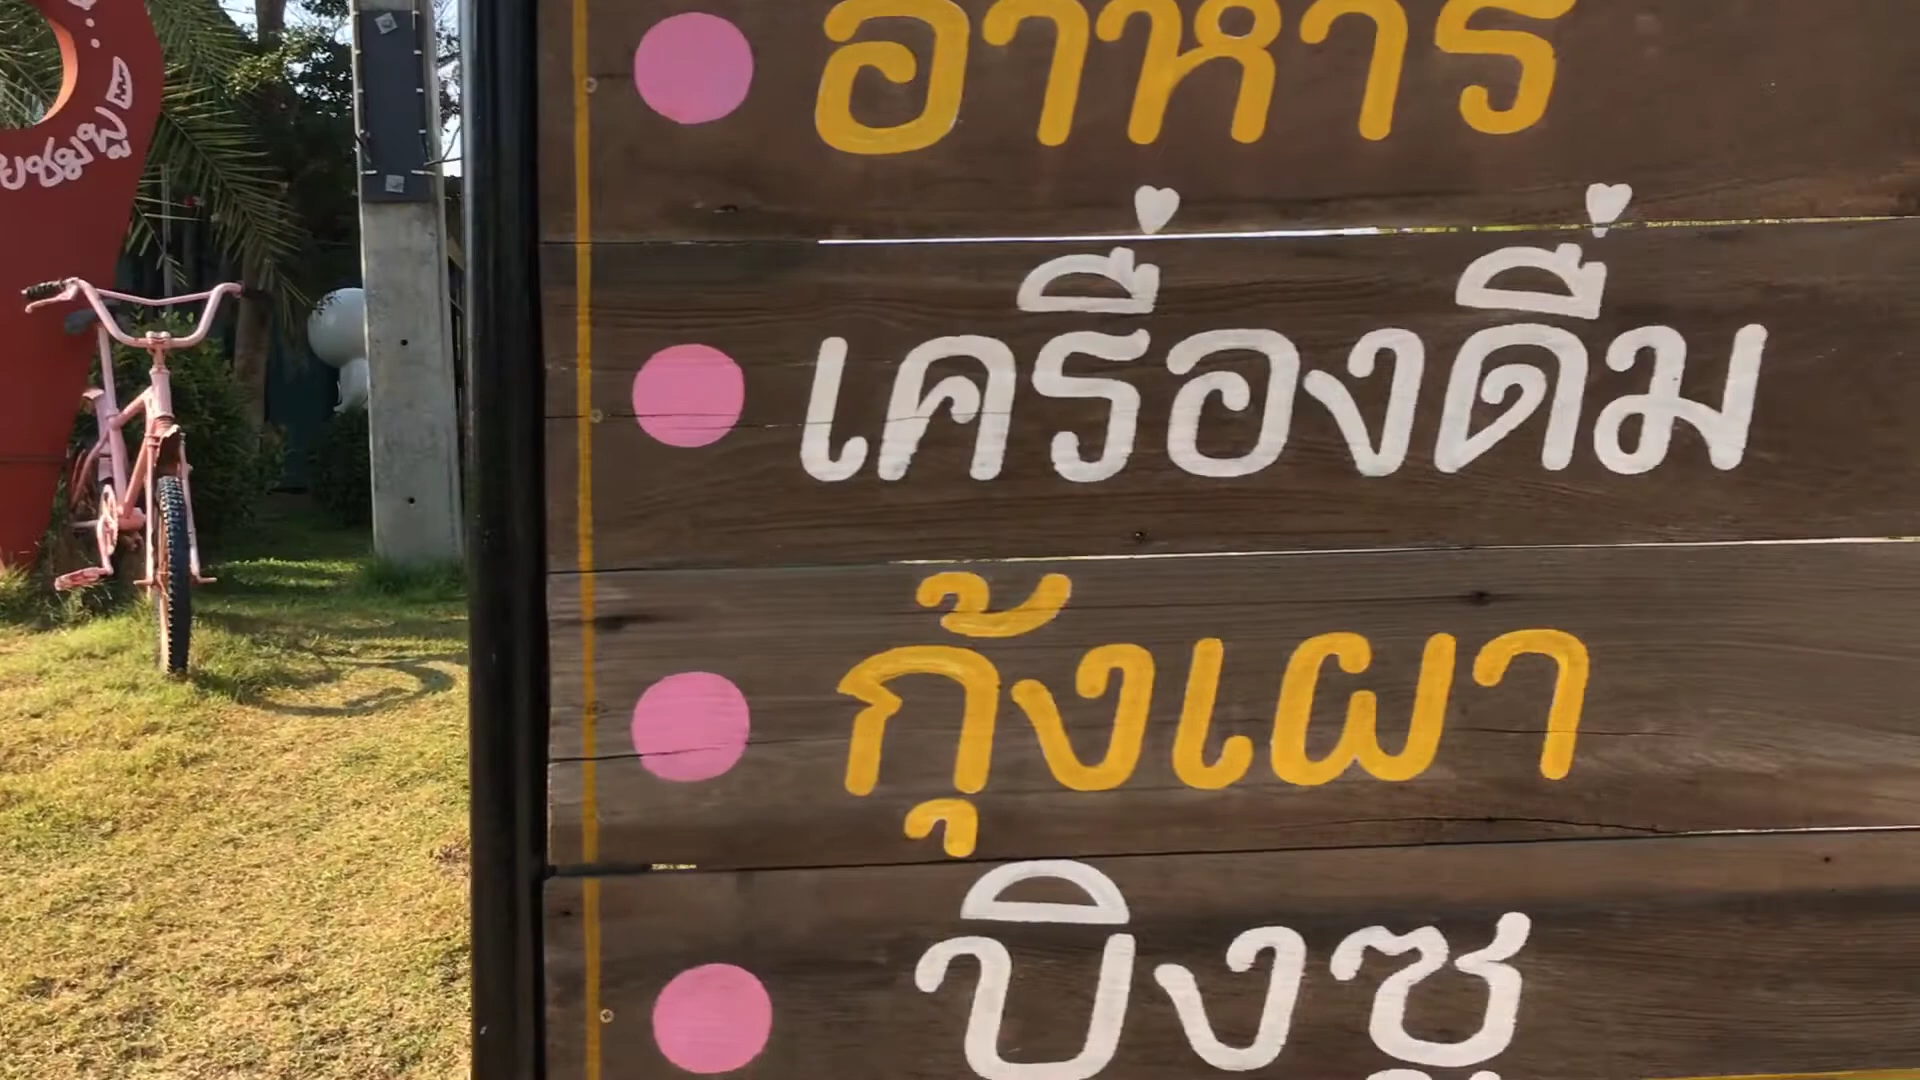 อาหาร
เครื่องดื่ม
กุ้งเผา
บิงซู